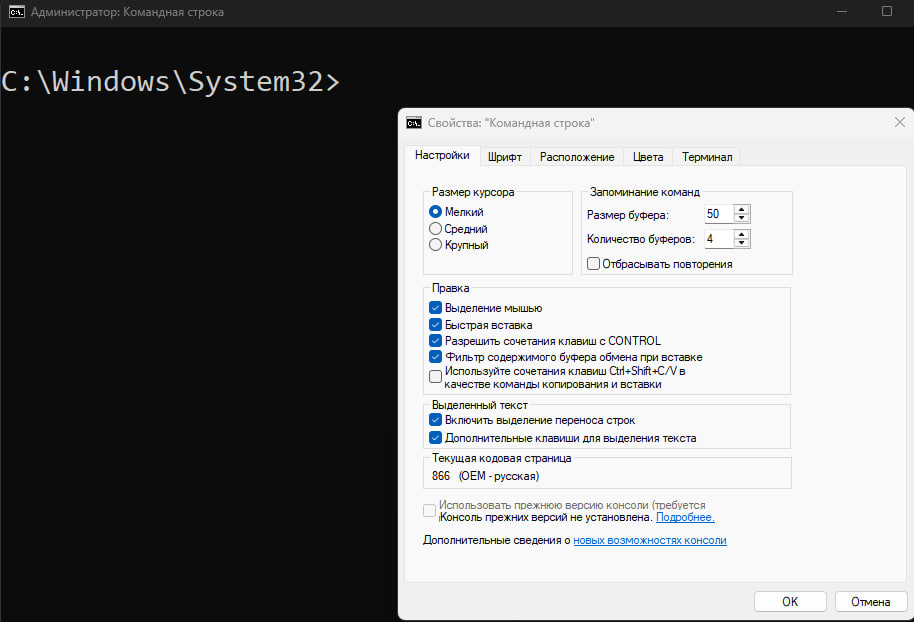 Администратор: Командная строка
C:\Windows\System32>
Свойства: "Командная строка"
Настройки Шрифт Расположение Цвета Терминал
Размер курсора
Мелкий
Средний
Крупный
Запоминание команд
Размер буфера: 50
Количество буферов: 4
Отбрасывать повторения
Правка
Выделение мышью
Быстрая вставка
Разрешить сочетания клавиш с CONTROL
Фильтр содержимого буфера обмена при вставке
Используйте сочетания клавиш Ctrl+Shift+C/V в
качестве команды копирования и вставки
Выделенный текст
Включить выделение переноса строк
Дополнительные клавиши для выделения текста
Текущая кодовая страница
866 (OEM - русская)
Использовать прежнюю версию консоли (требуется
Консоль прежних версий не установлена. Подробнее.
Дополнительные сведения о новых возможностях консоли
OK Отмена